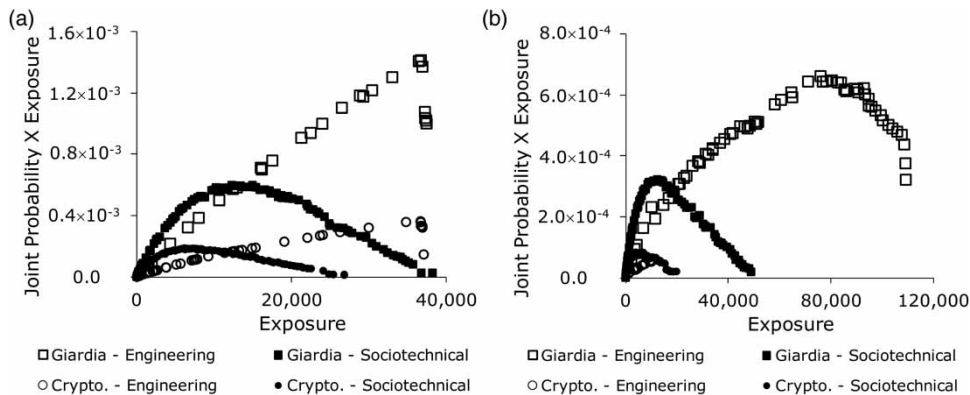 (a)
Joint Probability X Exposure
1.6×10⁻³
1.2×10⁻³
0.8×10⁻³
0.4×10⁻³
0.0
0
20,000
40,000
Exposure
Giardia - Engineering
Giardia - Sociotechnical
Crypto. - Engineering
Crypto. - Sociotechnical
(b)
Joint Probability X Exposure
8.0×10⁻⁴
6.0×10⁻⁴
4.0×10⁻⁴
2.0×10⁻⁴
0.0
0
40,000
80,000
120,000
Exposure
Giardia - Engineering
Giardia - Sociotechnical
Crypto. - Engineering
Crypto. - Sociotechnical